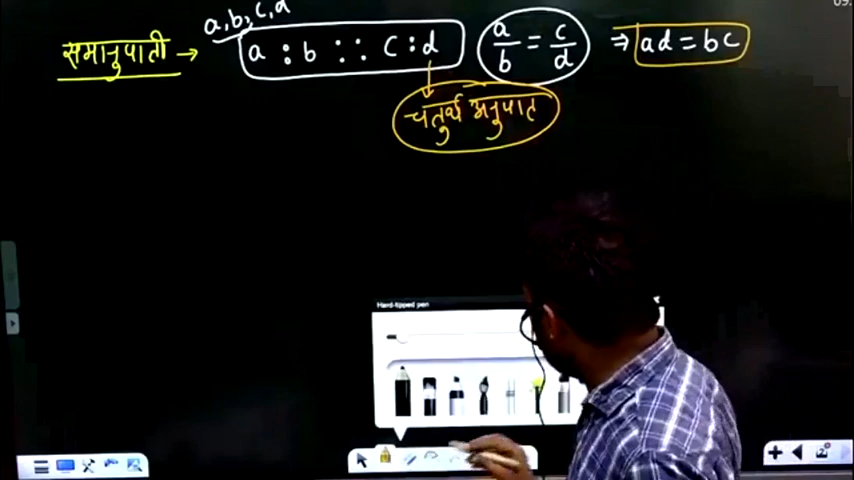 a, b, c, d
समानुपाती → a : b :: c : d a/b = c/d ⇒ ad = bc
चतुर्थ अनुपात
Hard-tipped pen